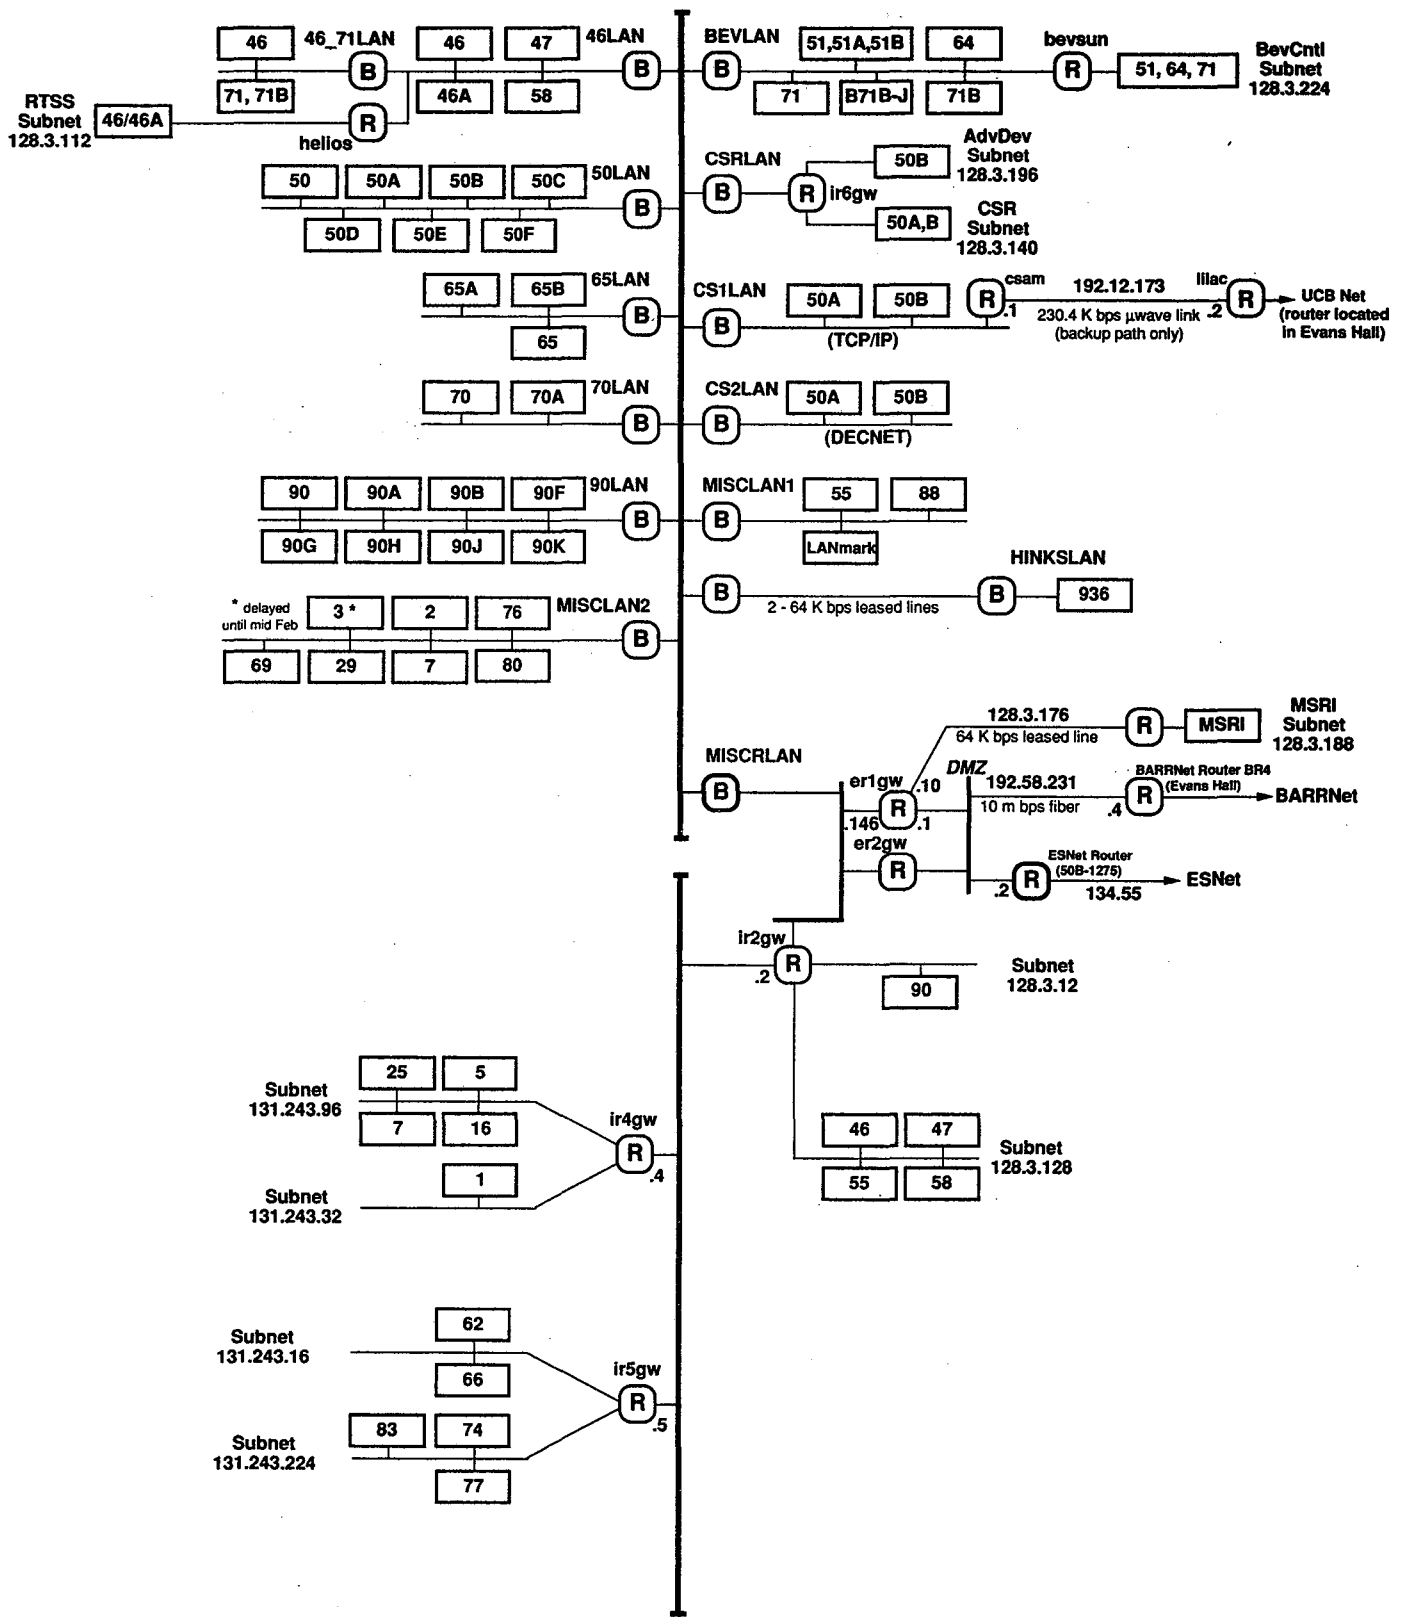 46
46_71LAN
46
47
46LAN
B
B
71, 71B
46A
58
RTSS
Subnet
128.3.112
46/46A
R
helios
BEVLAN
51,51A,51B
64
bevsun
B
R
51, 64, 71
BevCntl
Subnet
128.3.224
71
B71B-J
71B
50
50A
50B
50C
50LAN
B
50D
50E
50F
CSRLAN
B
R
ir6gw
50B
AdvDev
Subnet
128.3.196
50A,B
CSR
Subnet
128.3.140
65A
65B
65LAN
B
65
CS1LAN
B
50A
50B
(TCP/IP)
csam
R
.1
192.12.173
230.4 K bps µwave link
(backup path only)
lilac
.2
R
UCB Net
(router located
in Evans Hall)
70
70A
70LAN
B
CS2LAN
B
50A
50B
(DECNET)
90
90A
90B
90F
90LAN
B
90G
90H
90J
90K
MISCLAN1
B
55
88
LANmark
B
2 - 64 K bps leased lines
HINKSLAN
B
936
* delayed
until mid Feb
3 *
2
76
MISCLAN2
B
69
29
7
80
MISCRLAN
B
er1gw
R
.10
.146
.1
er2gw
R
DMZ
128.3.176
64 K bps leased line
R
MSRI
MSRI
Subnet
128.3.188
192.58.231
10 m bps fiber
.4
R
BARRNet Router BR4
(Evans Hall)
BARRNet
.2
R
ESNet Router
(50B-1275)
134.55
ESNet
ir2gw
R
.2
90
Subnet
128.3.12
46
47
55
58
Subnet
128.3.128
Subnet
131.243.96
25
5
7
16
ir4gw
R
.4
Subnet
131.243.32
1
Subnet
131.243.16
62
66
ir5gw
R
.5
Subnet
131.243.224
83
74
77